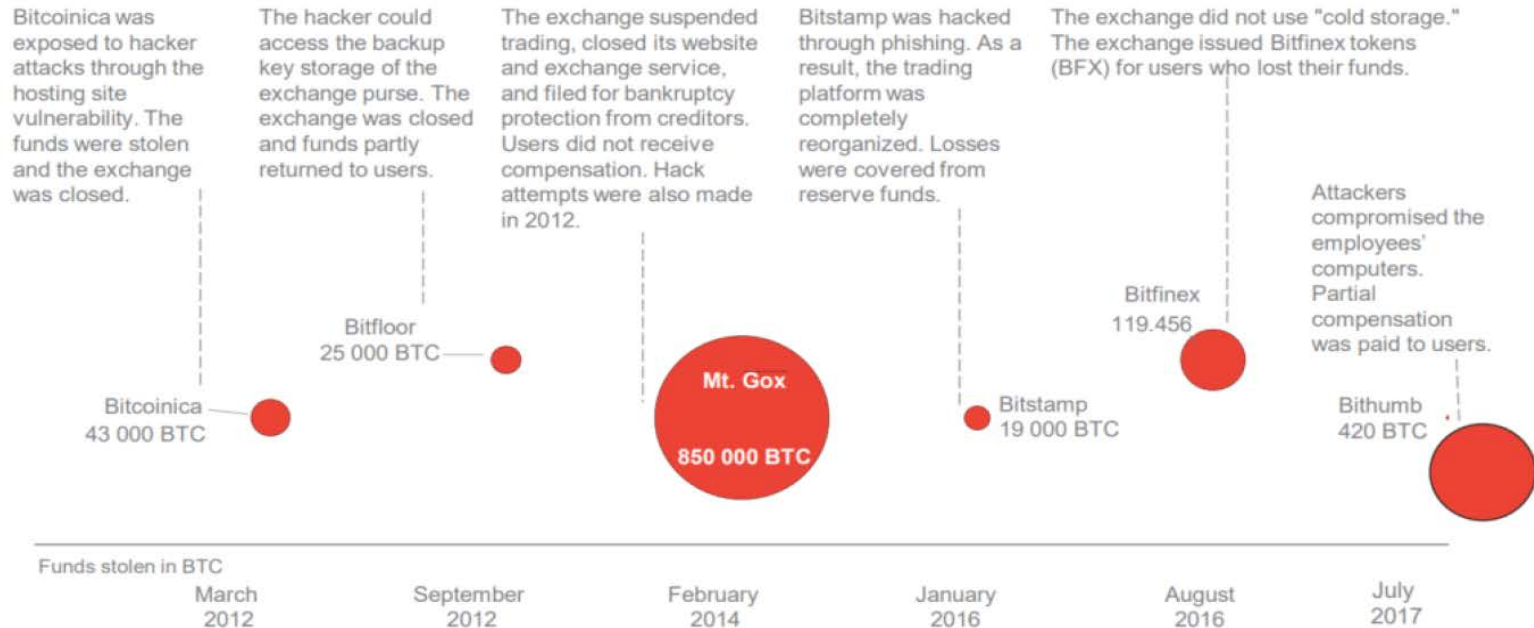 Bitcoinica was
exposed to hacker
attacks through the
hosting site
vulnerability. The
funds were stolen
and the exchange
was closed.
The hacker could
access the backup
key storage of the
exchange purse. The
exchange was closed
and funds partly
returned to users.
The exchange suspended
trading, closed its website
and exchange service,
and filed for bankruptcy
protection from creditors.
Users did not receive
compensation. Hack
attempts were also made
in 2012.
Bitstamp was hacked
through phishing. As a
result, the trading
platform was
completely
reorganized. Losses
were covered from
reserve funds.
The exchange did not use "cold storage."
The exchange issued Bitfinex tokens
(BFX) for users who lost their funds.
Attackers
compromised the
employees'
computers.
Partial
compensation
was paid to users.
Bitcoinica
43 000 BTC
Bitfloor
25 000 BTC
Mt. Gox
850 000 BTC
Bitstamp
19 000 BTC
Bitfinex
119.456
Bithumb
420 BTC
Funds stolen in BTC
March
2012
September
2012
February
2014
January
2016
August
2016
July
2017